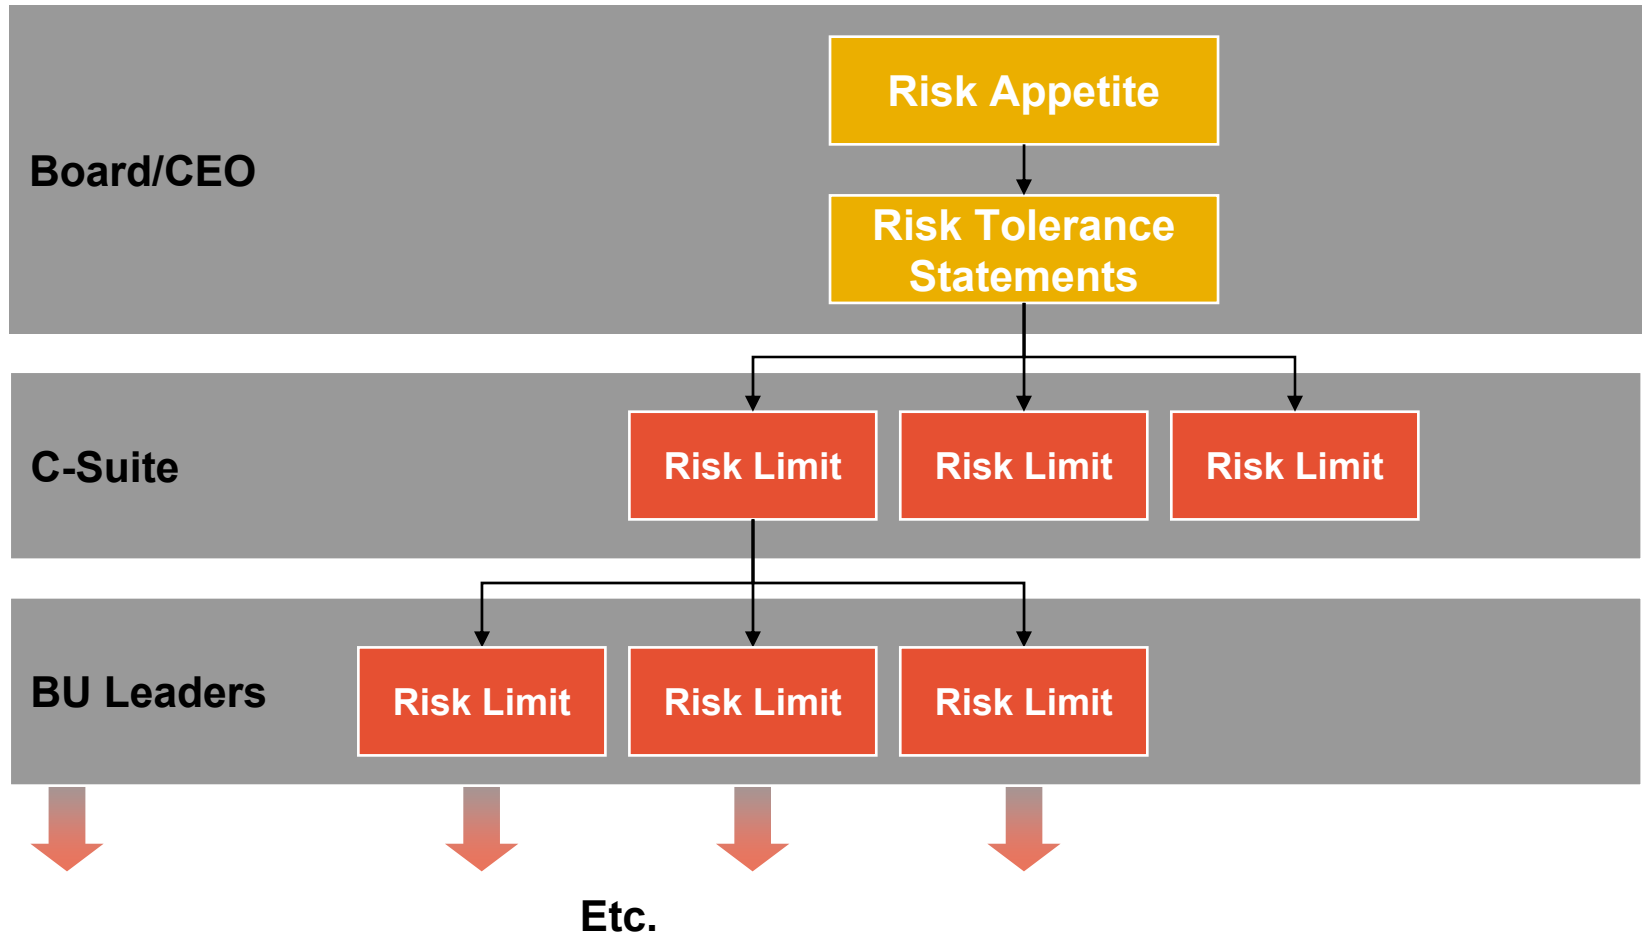 Risk Appetite
Board/CEO
Risk Tolerance
Statements
C-Suite
Risk Limit
Risk Limit
Risk Limit
BU Leaders
Risk Limit
Risk Limit
Risk Limit
Etc.